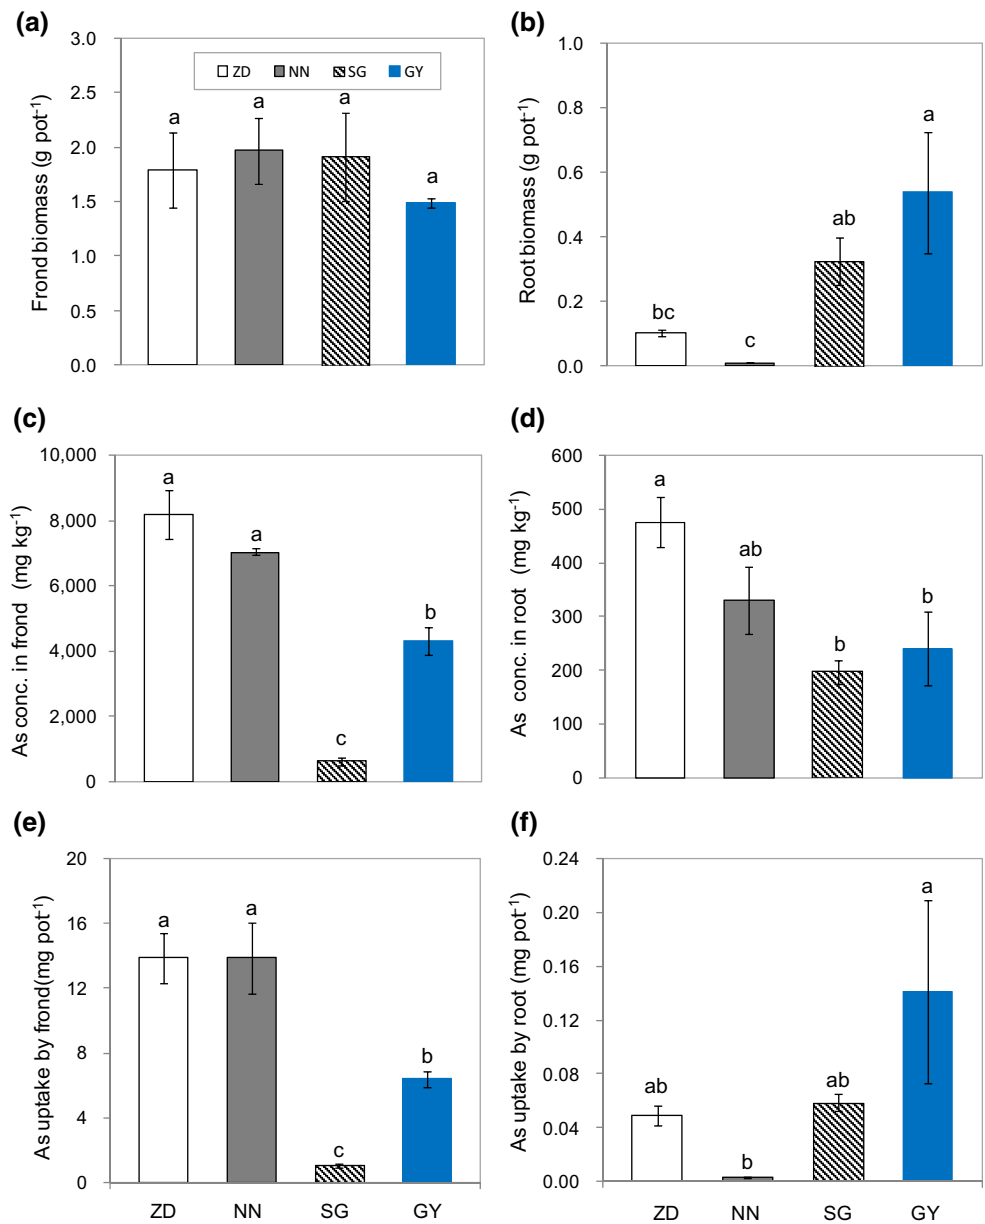 (a)
Frond biomass (g pot⁻¹)
3.0
2.5
2.0
1.5
1.0
0.5
0.0
ZD NN SG GY
a a a a
(b)
Root biomass (g pot⁻¹)
1.0
0.8
0.6
0.4
0.2
0.0
bc c ab a
(c)
As conc. in frond (mg kg⁻¹)
10,000
8,000
6,000
4,000
2,000
0
a a c b
(d)
As conc. in root (mg kg⁻¹)
600
500
400
300
200
100
0
a ab b b
(e)
As uptake by frond(mg pot⁻¹)
20
16
12
8
4
0
a a c b
ZD NN SG GY
(f)
As uptake by root (mg pot⁻¹)
0.24
0.20
0.16
0.12
0.08
0.04
0.00
ab b ab a
ZD NN SG GY